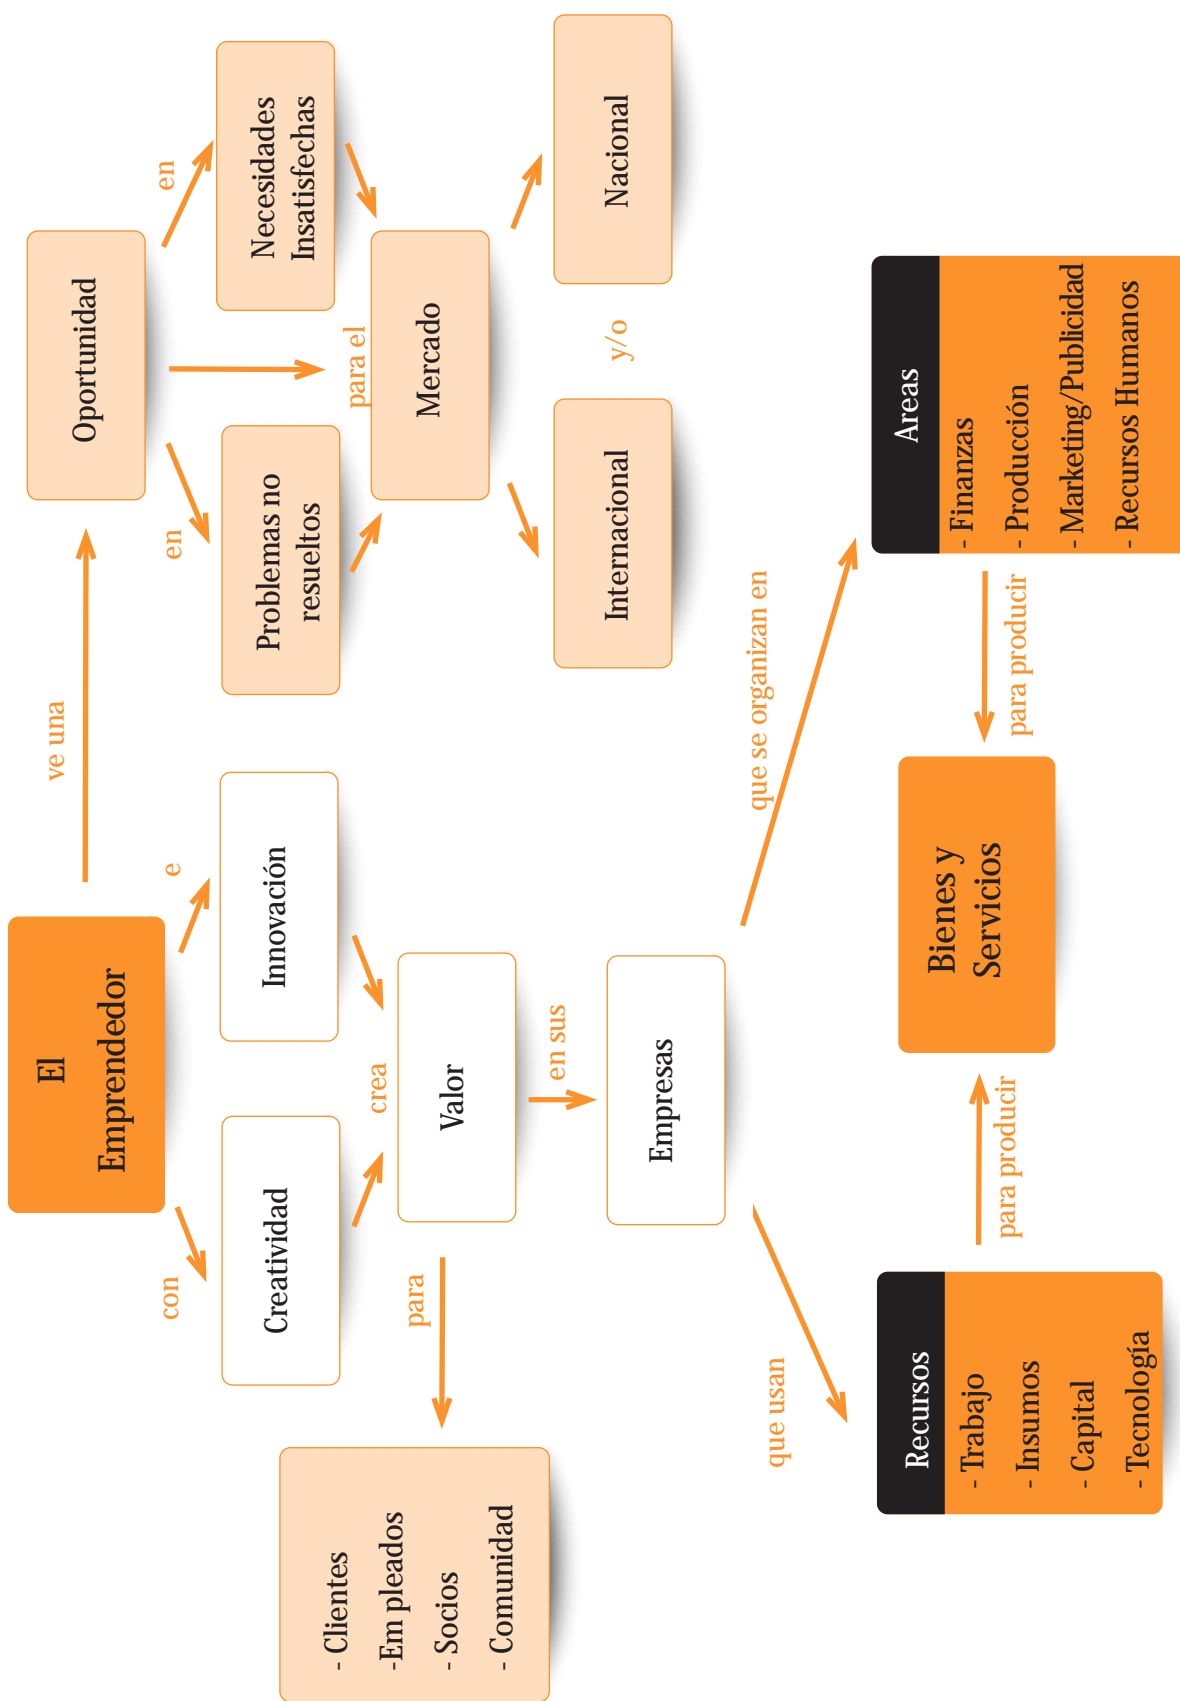 El
Emprendedor
ve una
Oportunidad
con
e
en
en
Creatividad
Innovación
Problemas no
resueltos
Necesidades
Insatisfechas
crea
para el
- Clientes
-Em pleados
- Socios
- Comunidad
para
Valor
Mercado
en sus
Internacional
y/o
Nacional
Empresas
que usan
que se organizan en
Recursos
- Trabajo
- Insumos
- Capital
- Tecnología
para producir
Bienes y
Servicios
para producir
Areas
- Finanzas
- Producción
- Marketing/Publicidad
- Recursos Humanos